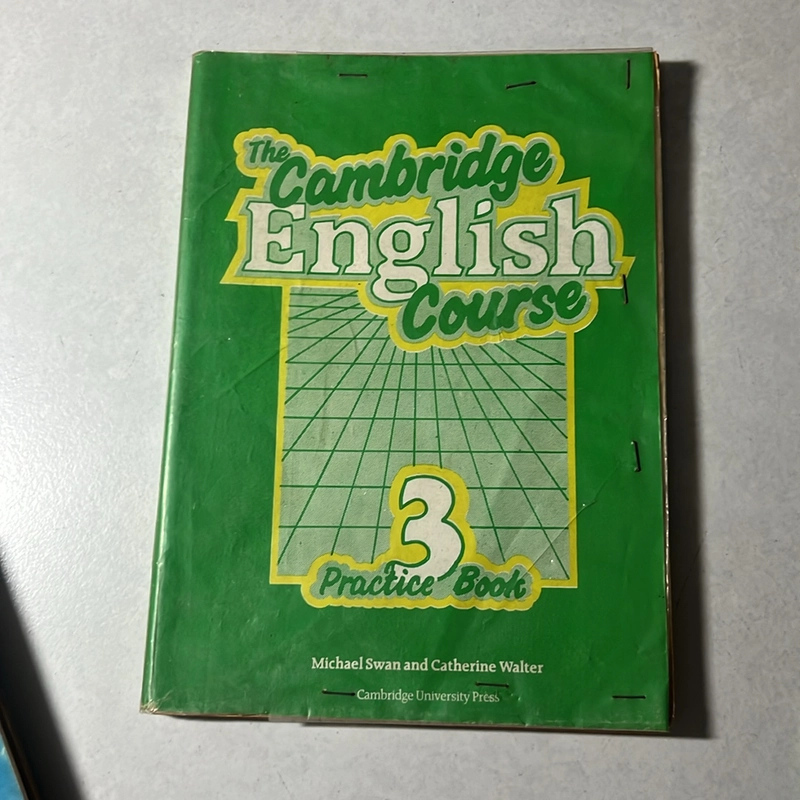 The
Cambridge
English
Course
3
Practice Book
Michael Swan and Catherine Walter
Cambridge University Press